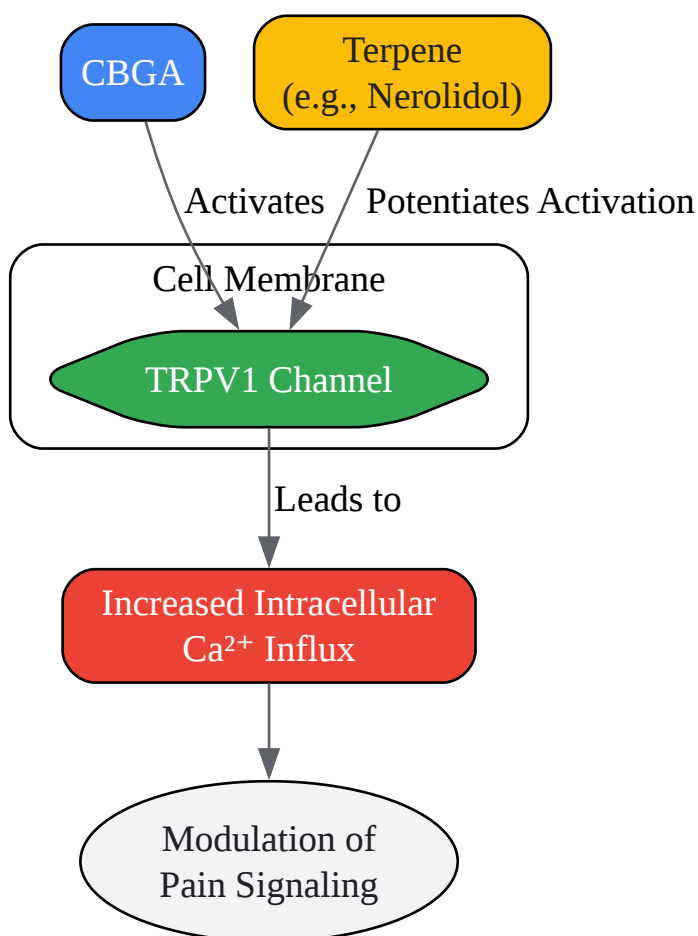 CBGA
Terpene
(e.g., Nerolidol)
Activates
Potentiates Activation
Cell Membrane
TRPV1 Channel
Leads to
Increased Intracellular
Ca²⁺ Influx
Modulation of
Pain Signaling